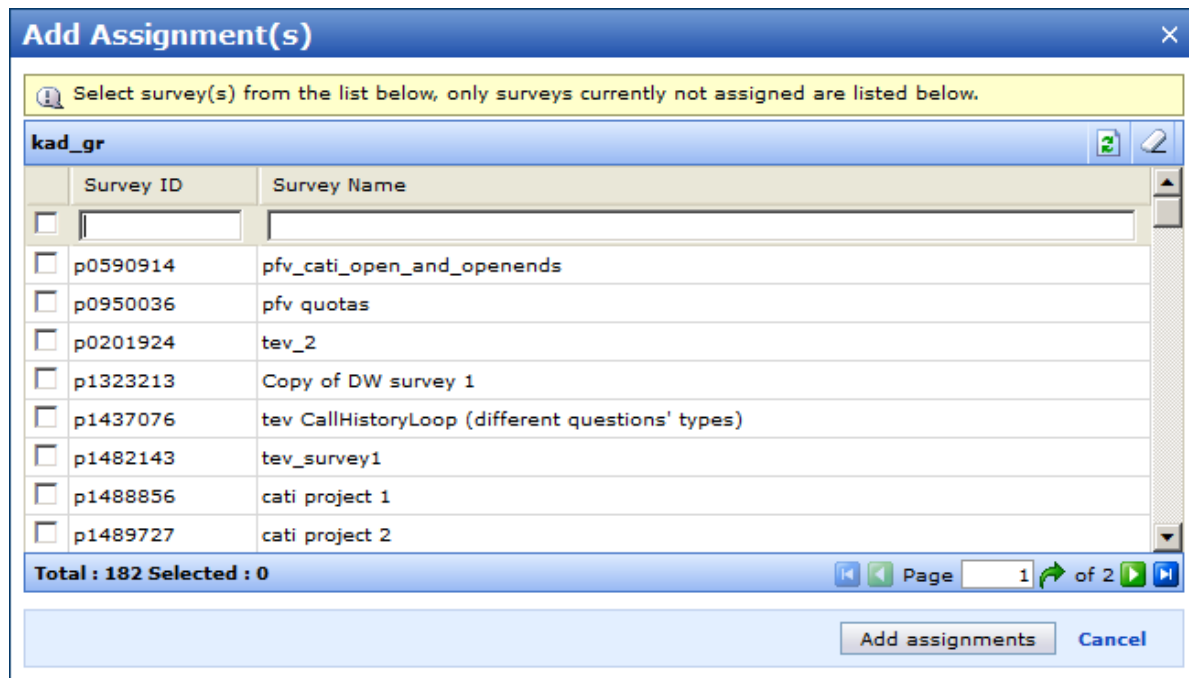 Add Assignment(s)
Select survey(s) from the list below, only surveys currently not assigned are listed below.
kad_gr
Survey ID Survey Name
p0590914 pfv_cati_open_and_openends
p0950036 pfv quotas
p0201924 tev_2
p1323213 Copy of DW survey 1
p1437076 tev CallHistoryLoop (different questions' types)
p1482143 tev_survey1
p1488856 cati project 1
p1489727 cati project 2
Total : 182 Selected : 0 Page 1 of 2
Add assignments Cancel